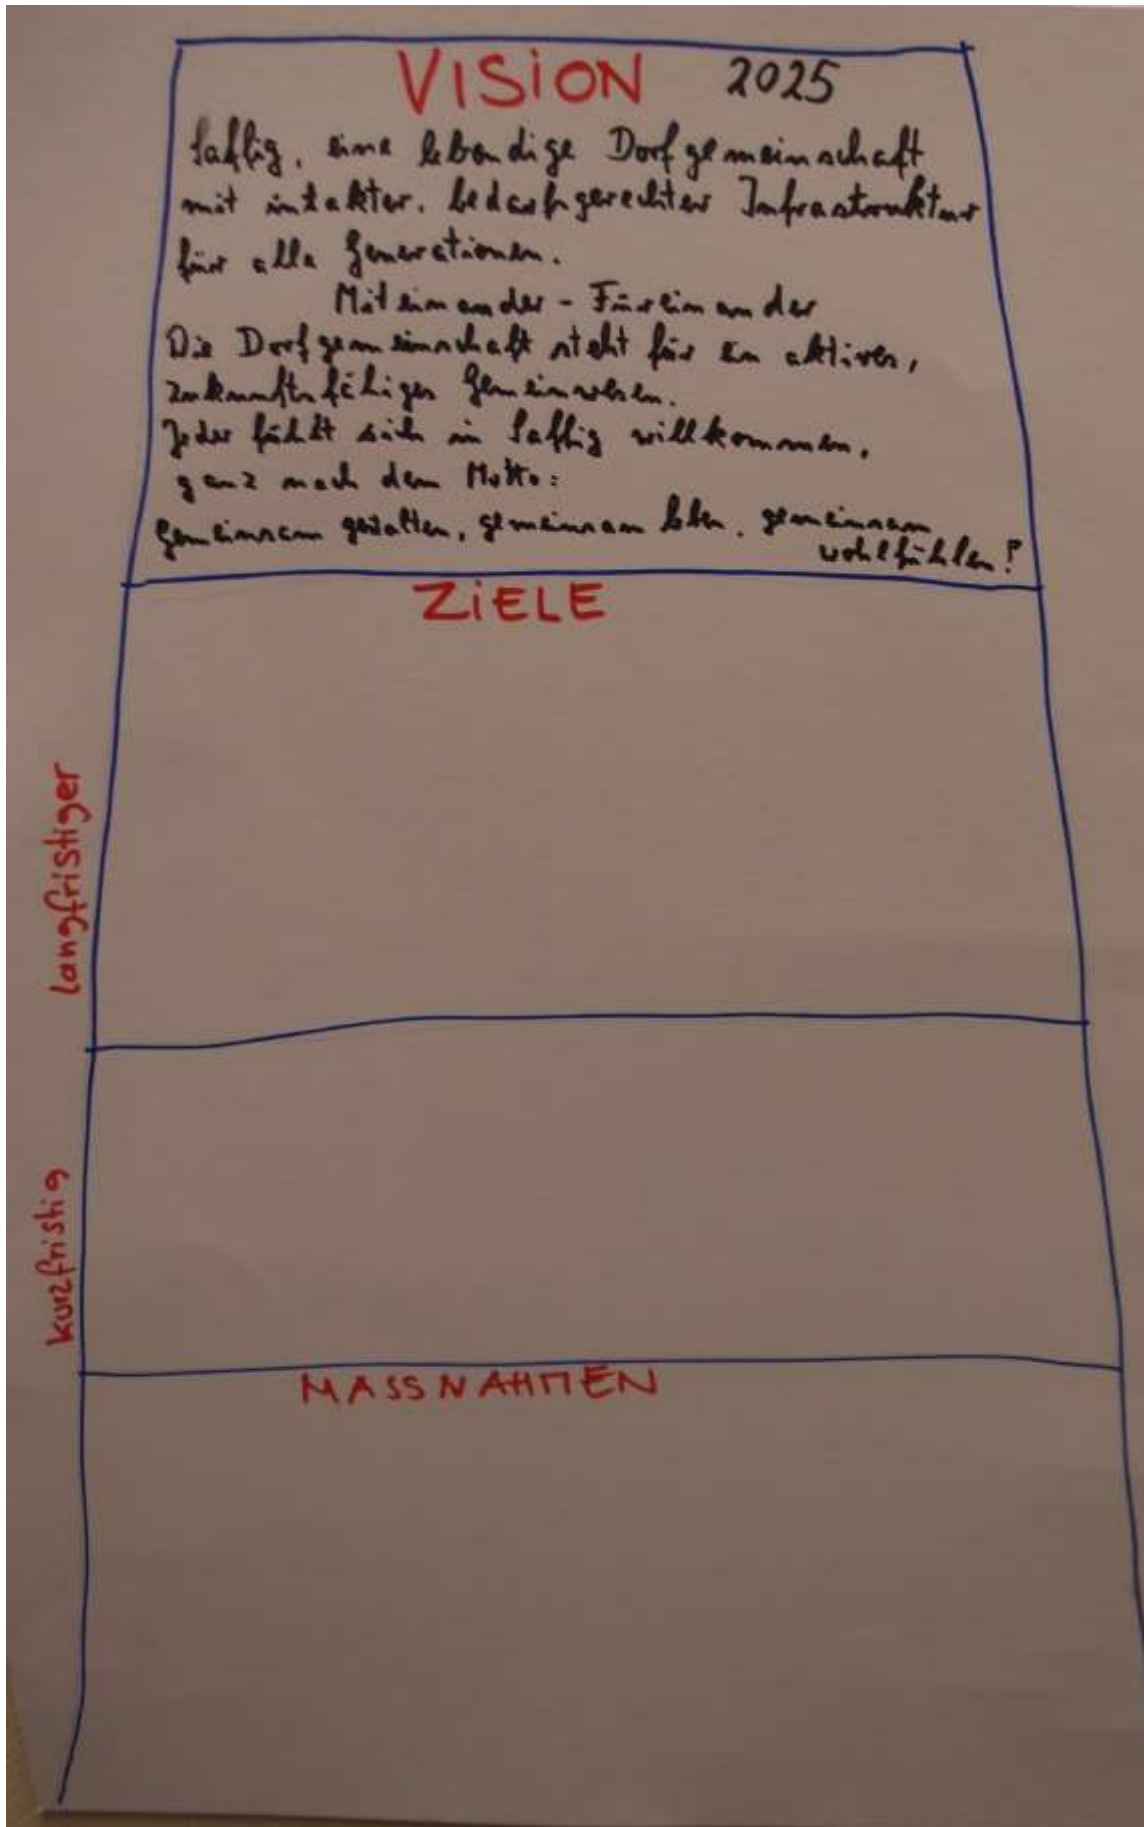 VISION 2025
Saffig, eine lebendige Dorfgemeinschaft
mit intakter, bedarfsgerechter Infrastruktur
für alle Generationen.
Miteinander - Füreinander
Die Dorfgemeinschaft steht für ein aktives,
zukunftsfähiges Gemeinwesen.
Jeder fühlt sich in Saffig willkommen,
ganz nach dem Motto:
Gemeinsam gestalten, gemeinsam leben, gemeinsam
wohlfühlen!
ZIELE
langfristiger
kurzfristig
MASSNAHMEN